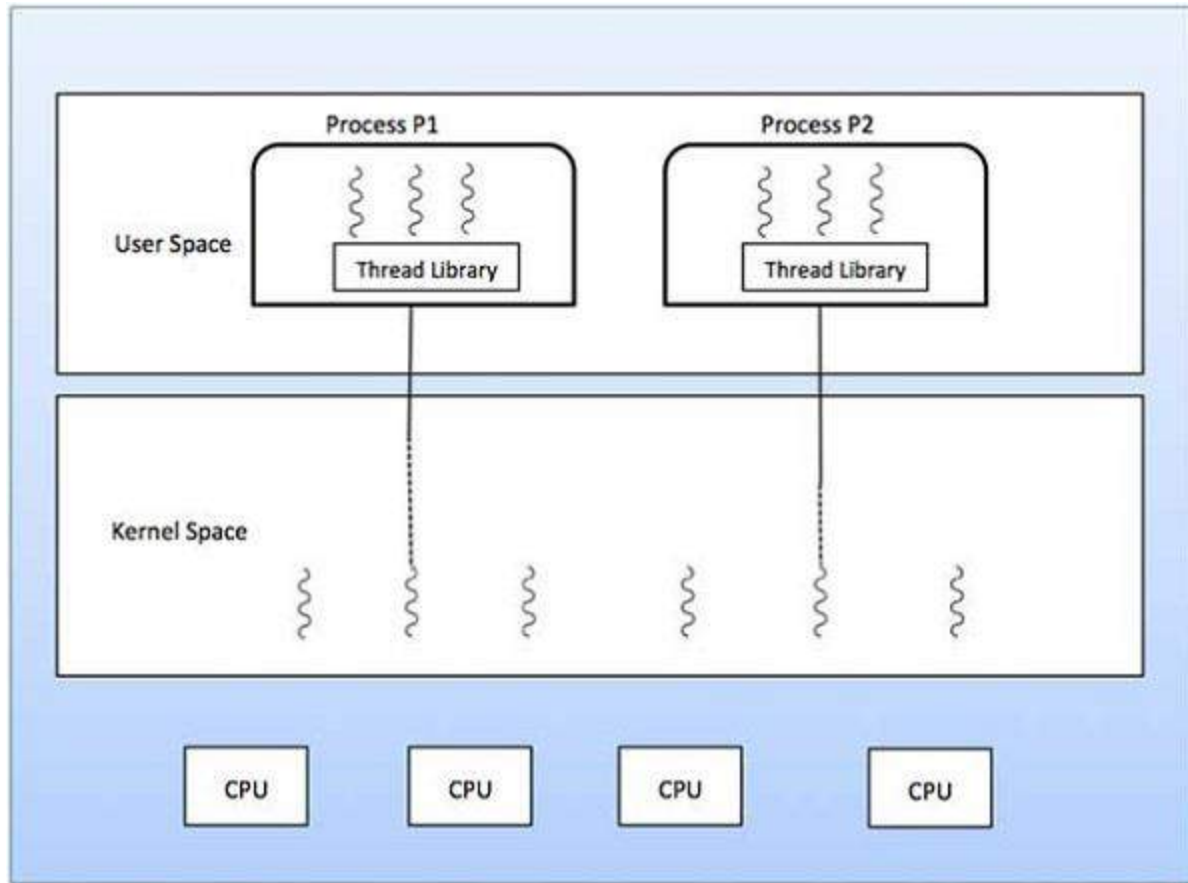 Process P1
Process P2
User Space
Thread Library
Thread Library
Kernel Space
CPU
CPU
CPU
CPU